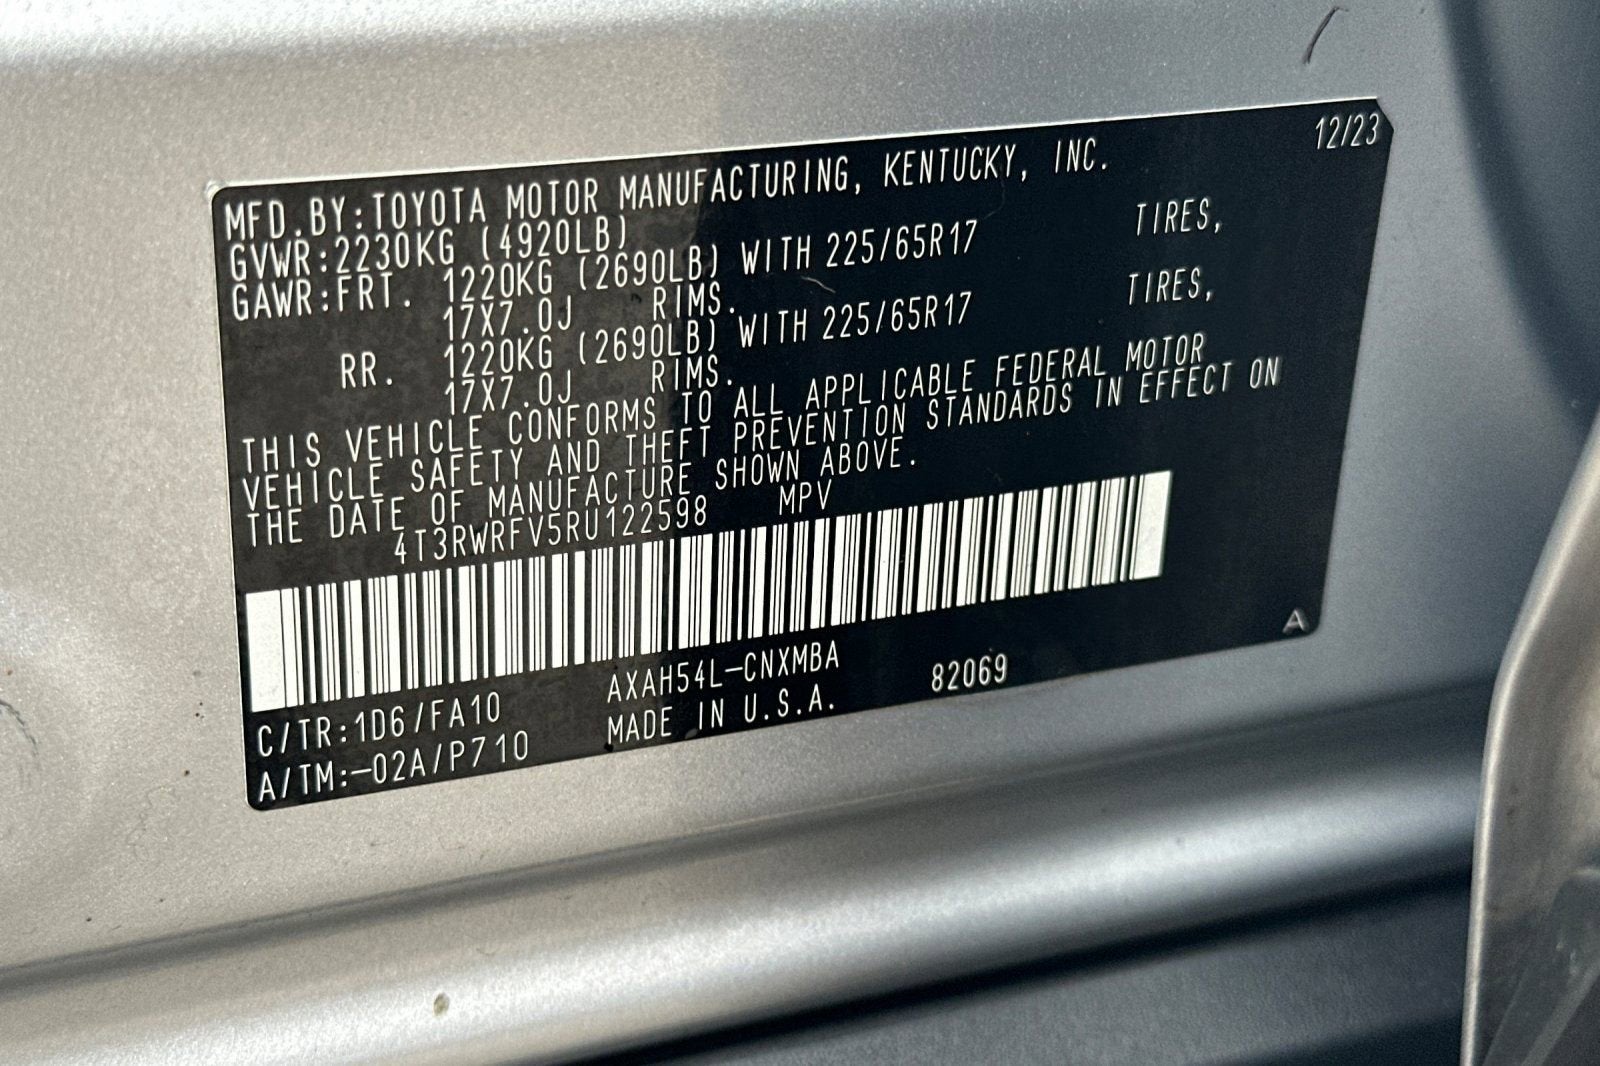 12/23
MFD.BY:TOYOTA MOTOR MANUFACTURING, KENTUCKY, INC.
GVWR:2230KG (4920LB)
GAWR:FRT. 1220KG (2690LB) WITH 225/65R17 TIRES,
17X7.0J RIMS.
RR. 1220KG (2690LB) WITH 225/65R17 TIRES,
17X7.0J RIMS.
THIS VEHICLE CONFORMS TO ALL APPLICABLE FEDERAL MOTOR
VEHICLE SAFETY AND THEFT PREVENTION STANDARDS IN EFFECT ON
THE DATE OF MANUFACTURE SHOWN ABOVE.
4T3RWRFV5RU122598 MPV
A
C/TR:1D6/FA10 AXAH54L-CNXMBA 82069
A/TM:-02A/P710 MADE IN U.S.A.